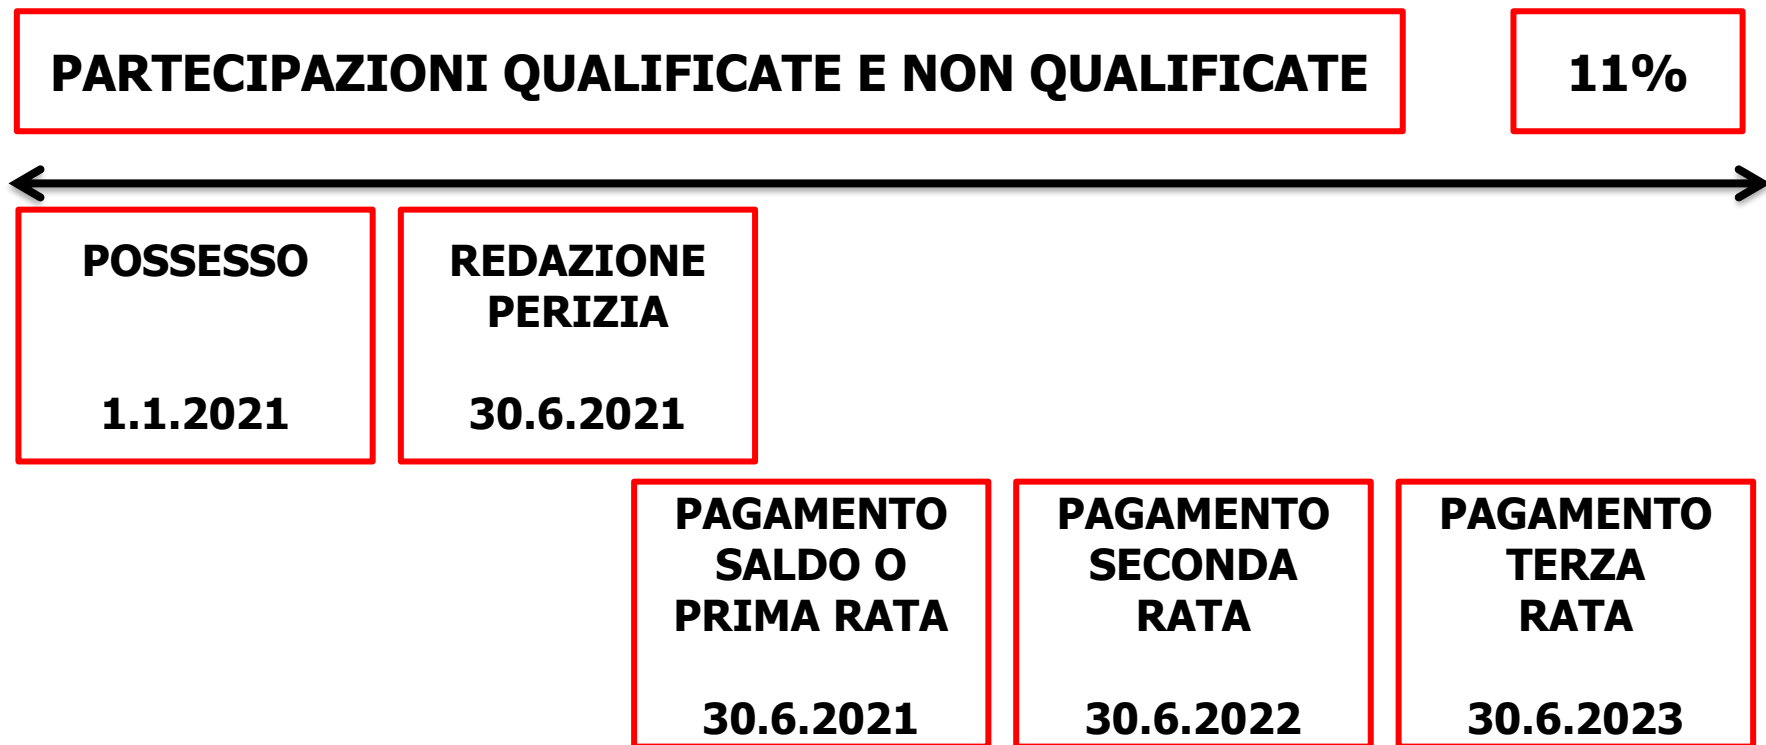 PARTECIPAZIONI QUALIFICATE E NON QUALIFICATE
11%
POSSESSO
1.1.2021
REDAZIONE
PERIZIA
30.6.2021
PAGAMENTO
SALDO O
PRIMA RATA
30.6.2021
PAGAMENTO
SECONDA
RATA
30.6.2022
PAGAMENTO
TERZA
RATA
30.6.2023